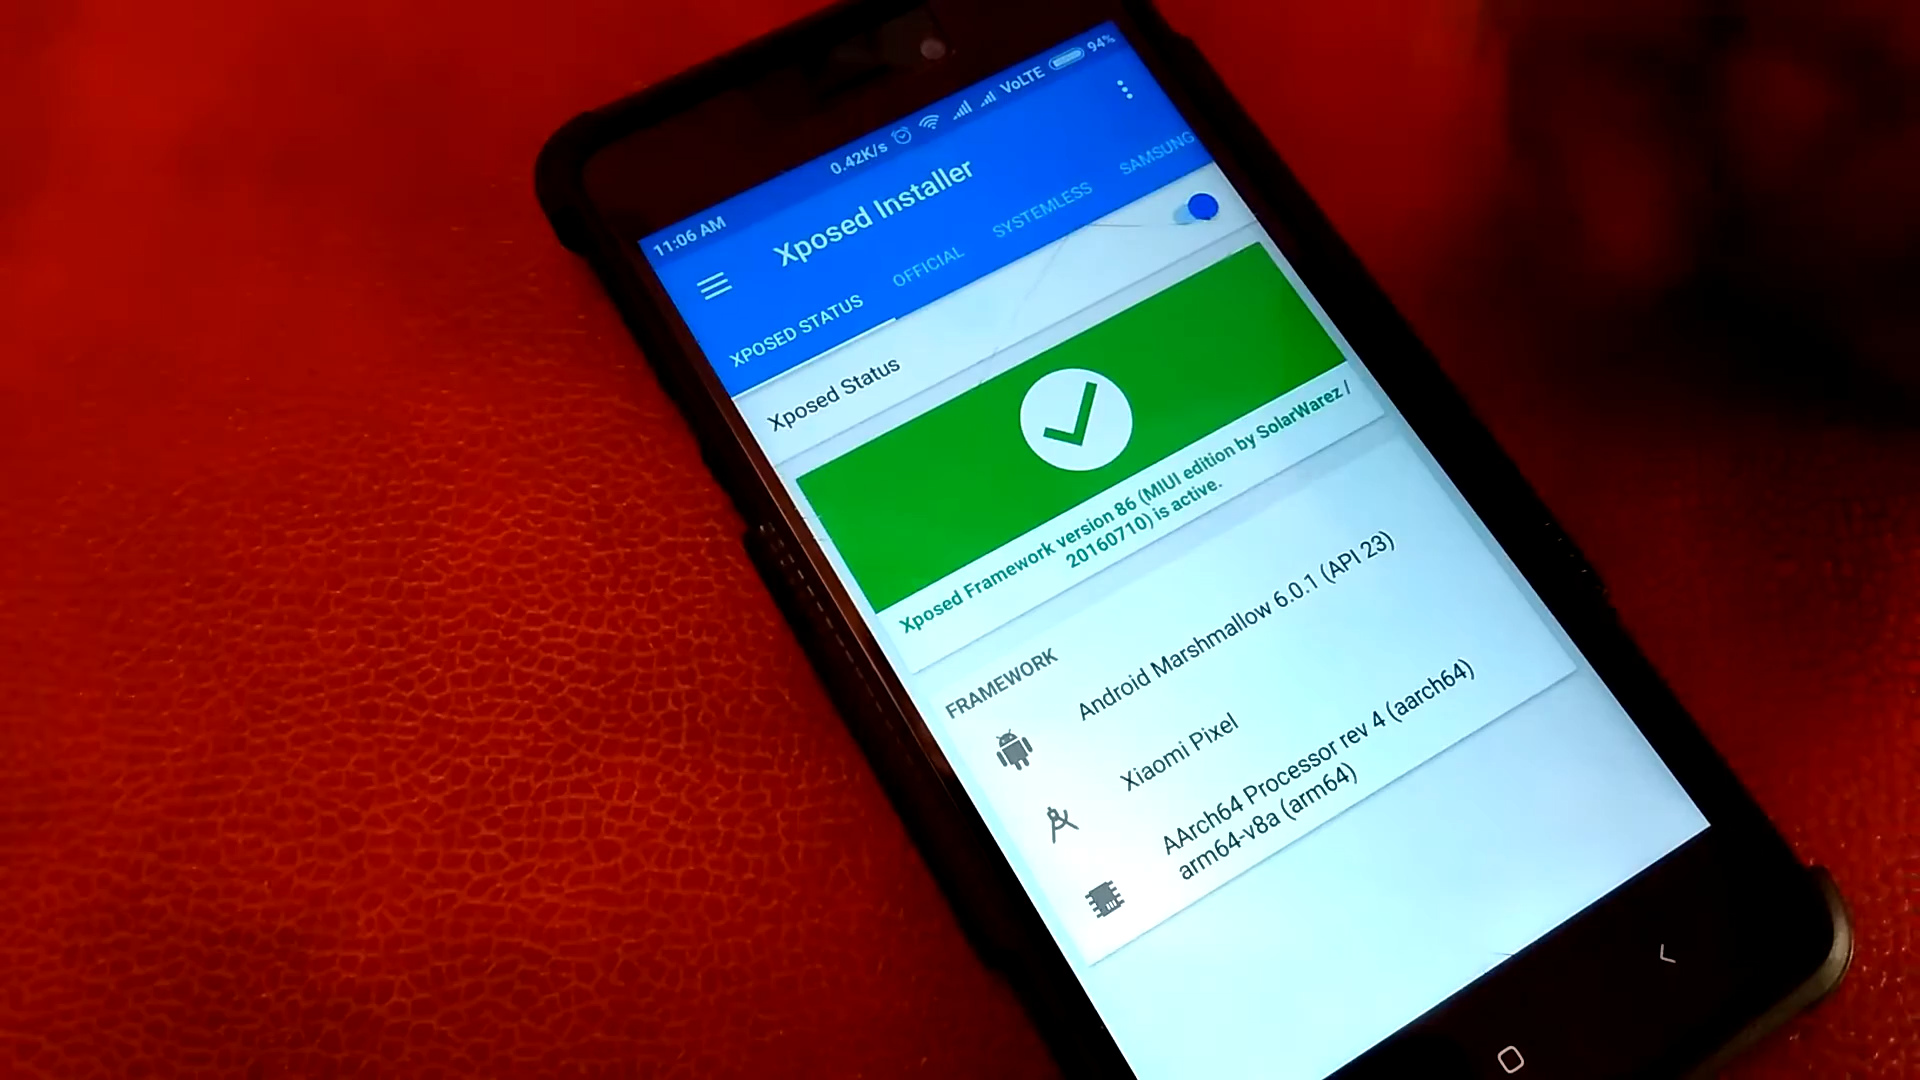 11:06 AM 0.42K/s VoLTE 94%
Xposed Installer
XPOSED STATUS OFFICIAL SYSTEMLESS SAMSUNG
Xposed Status
Xposed Framework version 86 (MIUI edition by SolarWarez /
20160710) is active.
FRAMEWORK
Android Marshmallow 6.0.1 (API 23)
Xiaomi Pixel
AArch64 Processor rev 4 (aarch64)
arm64-v8a (arm64)